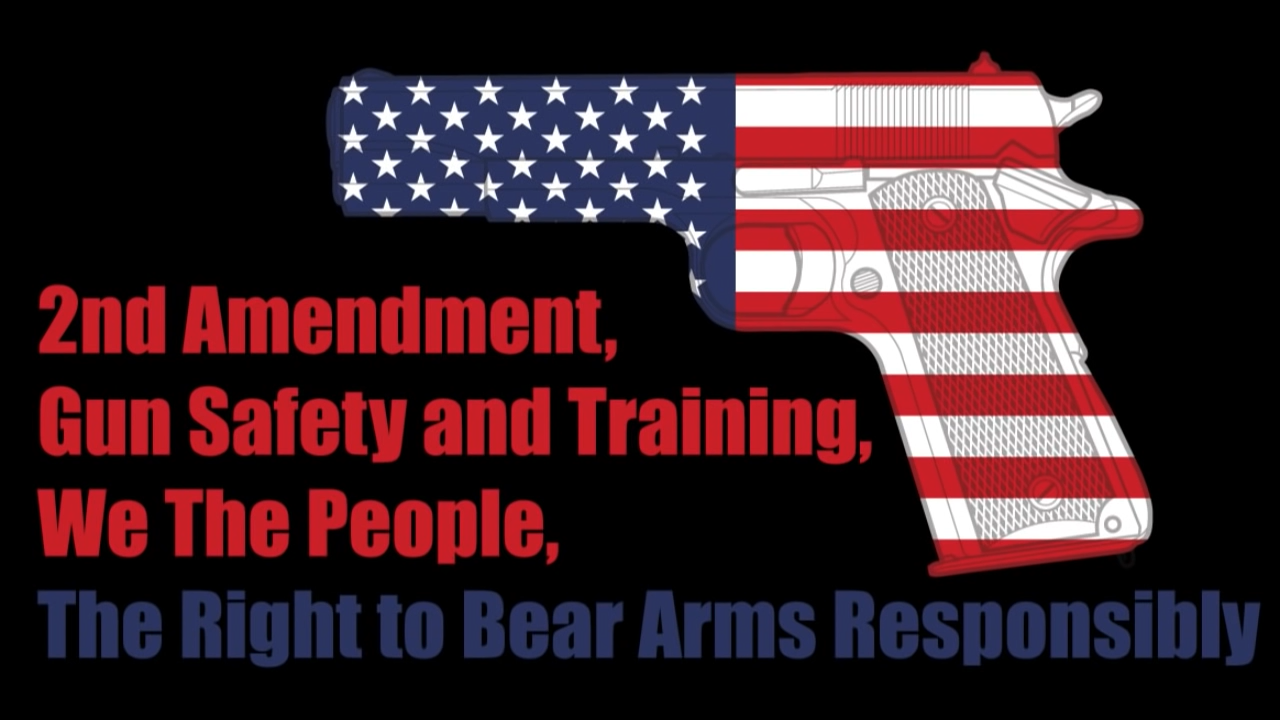 2nd Amendment,
Gun Safety and Training,
We The People,
The Right to Bear Arms Responsibly